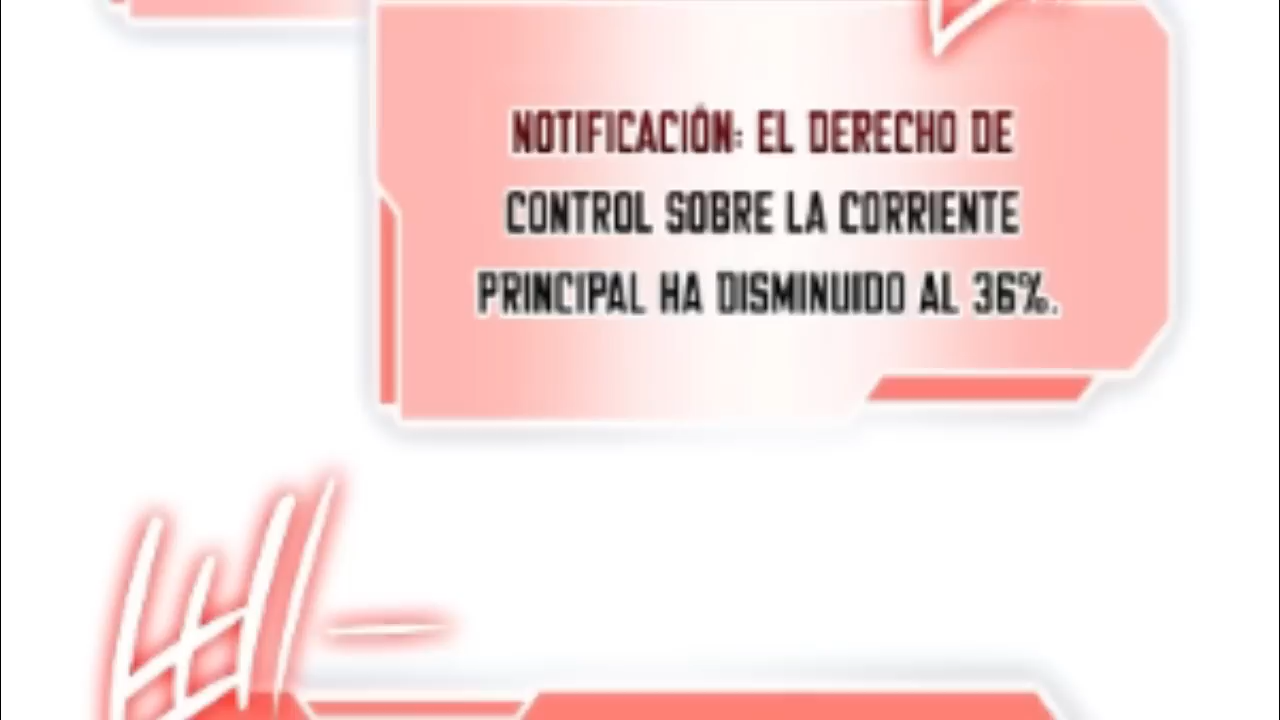 NOTIFICACIÓN: EL DERECHO DE
CONTROL SOBRE LA CORRIENTE
PRINCIPAL HA DISMINUIDO AL 36%.